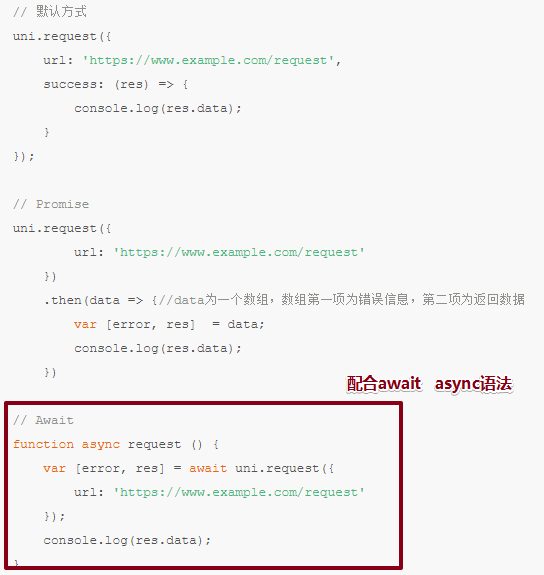 // 默认方式
uni.request({
    url: 'https://www.example.com/request',
    success: (res) => {
        console.log(res.data);
    }
});
// Promise
uni.request({
        url: 'https://www.example.com/request'
    })
    .then(data => {//data为一个数组，数组第一项为错误信息，第二项为返回数据
        var [error, res]  = data;
        console.log(res.data);
    })
配合await   async语法
// Await
function async request () {
    var [error, res] = await uni.request({
        url: 'https://www.example.com/request'
    });
    console.log(res.data);
}